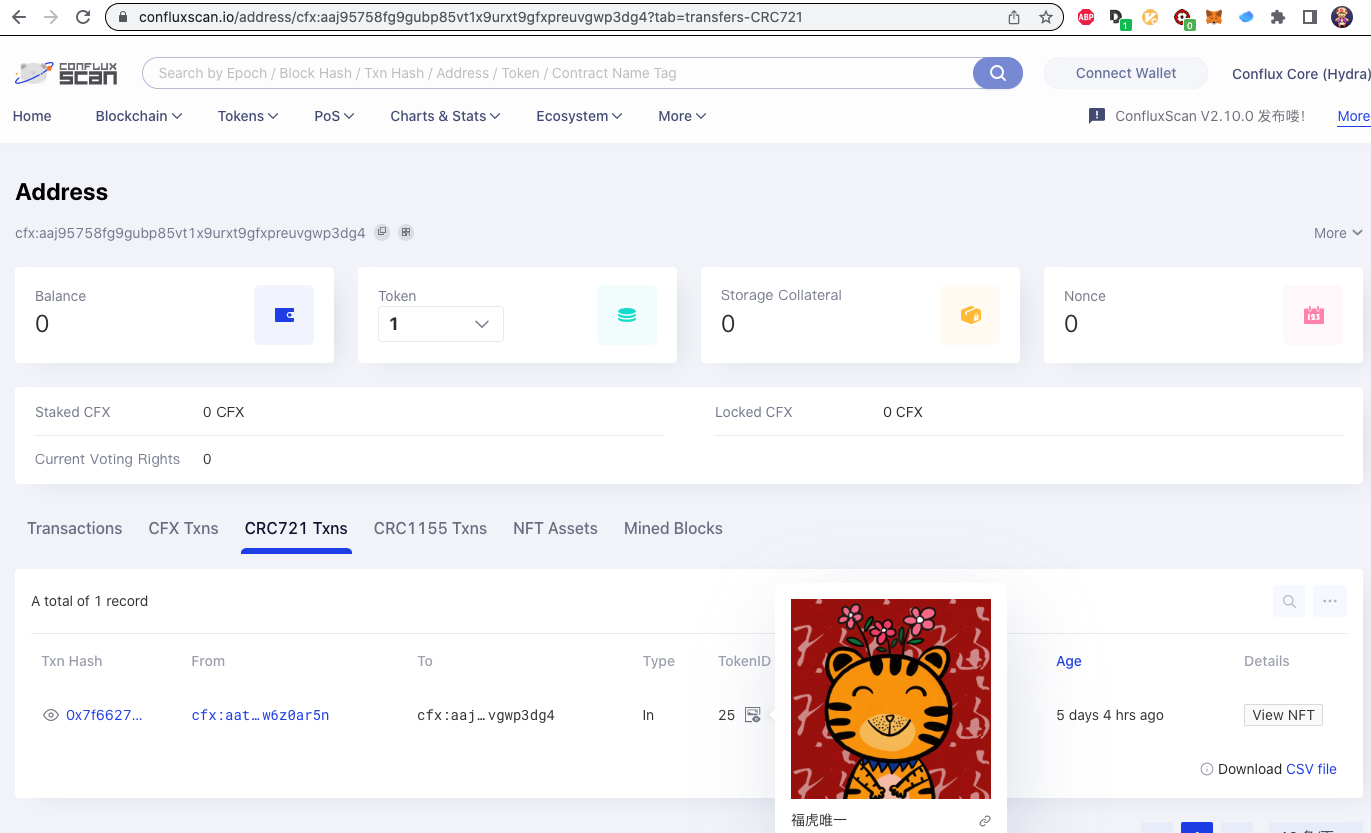 confluxscan.io/address/cfx:aaj95758fg9gubp85vt1x9urxt9gfxpreuvgwp3dg4?tab=transfers-CRC721
ABP
1
0
CONFLUX
SCAN
Search by Epoch / Block Hash / Txn Hash / Address / Token / Contract Name Tag
Connect Wallet
Conflux Core (Hydra)
Home Blockchain Tokens PoS Charts & Stats Ecosystem More
ConfluxScan V2.10.0 发布喽!
More
Address
cfx:aaj95758fg9gubp85vt1x9urxt9gfxpreuvgwp3dg4
More
Balance
0
Token
1
Storage Collateral
0
Nonce
0
123
Staked CFX 0 CFX
Locked CFX 0 CFX
Current Voting Rights 0
Transactions CFX Txns CRC721 Txns CRC1155 Txns NFT Assets Mined Blocks
A total of 1 record
Txn Hash From To Type TokenID Age Details
0x7f6627... cfx:aat…w6z0ar5n cfx:aaj…vgwp3dg4 In 25 5 days 4 hrs ago View NFT
Download CSV file
福虎唯一